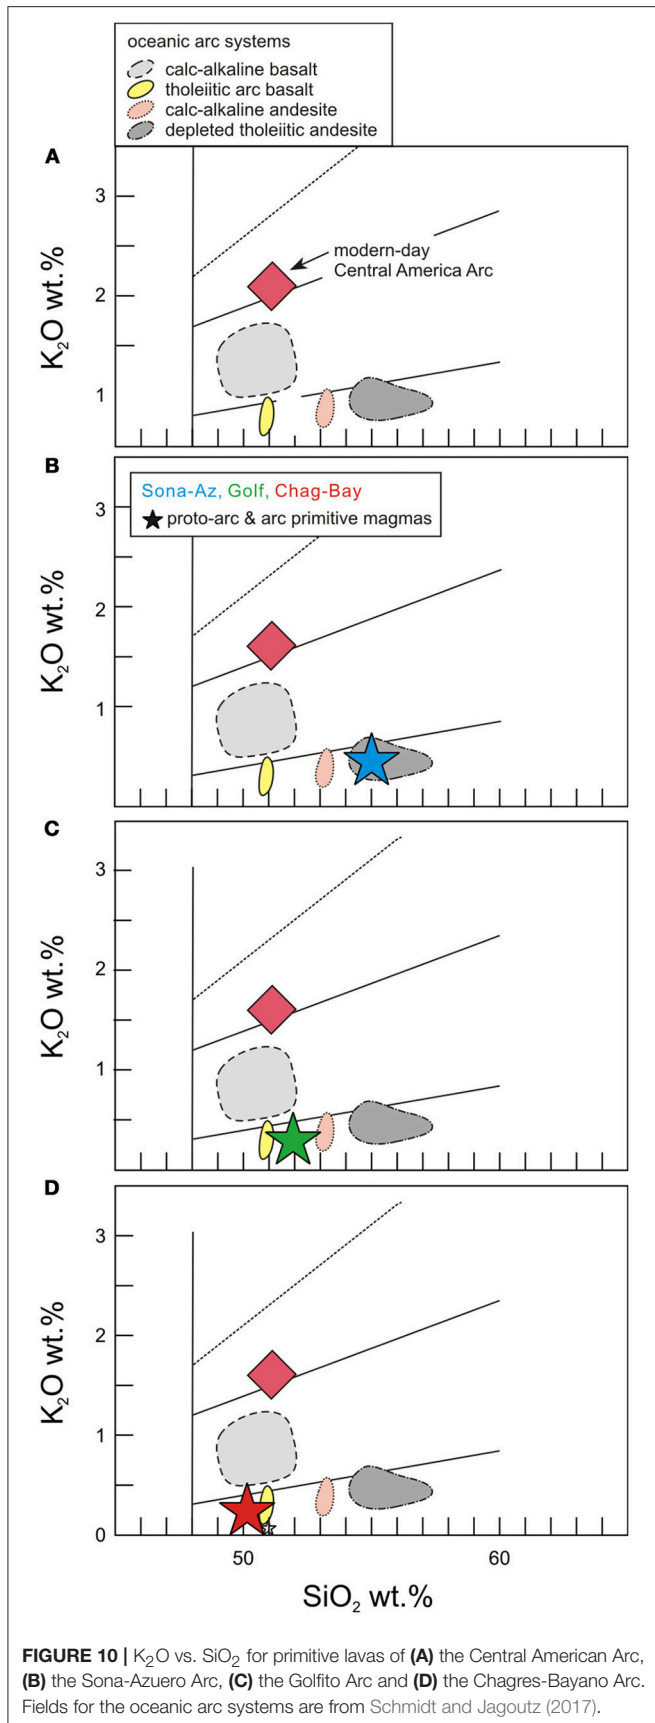 oceanic arc systems
calc-alkaline basalt
tholeiitic arc basalt
calc-alkaline andesite
depleted tholeiitic andesite
A
3
2
1
K₂O wt.%
modern-day
Central America Arc
B
Sona-Az, Golf, Chag-Bay
proto-arc & arc primitive magmas
3
2
1
K₂O wt.%
C
3
2
1
K₂O wt.%
D
3
2
1
0
K₂O wt.%
50 60
SiO₂ wt.%
FIGURE 10 | K₂O vs. SiO₂ for primitive lavas of (A) the Central American Arc,
(B) the Sona-Azuero Arc, (C) the Golfito Arc and (D) the Chagres-Bayano Arc.
Fields for the oceanic arc systems are from Schmidt and Jagoutz (2017).